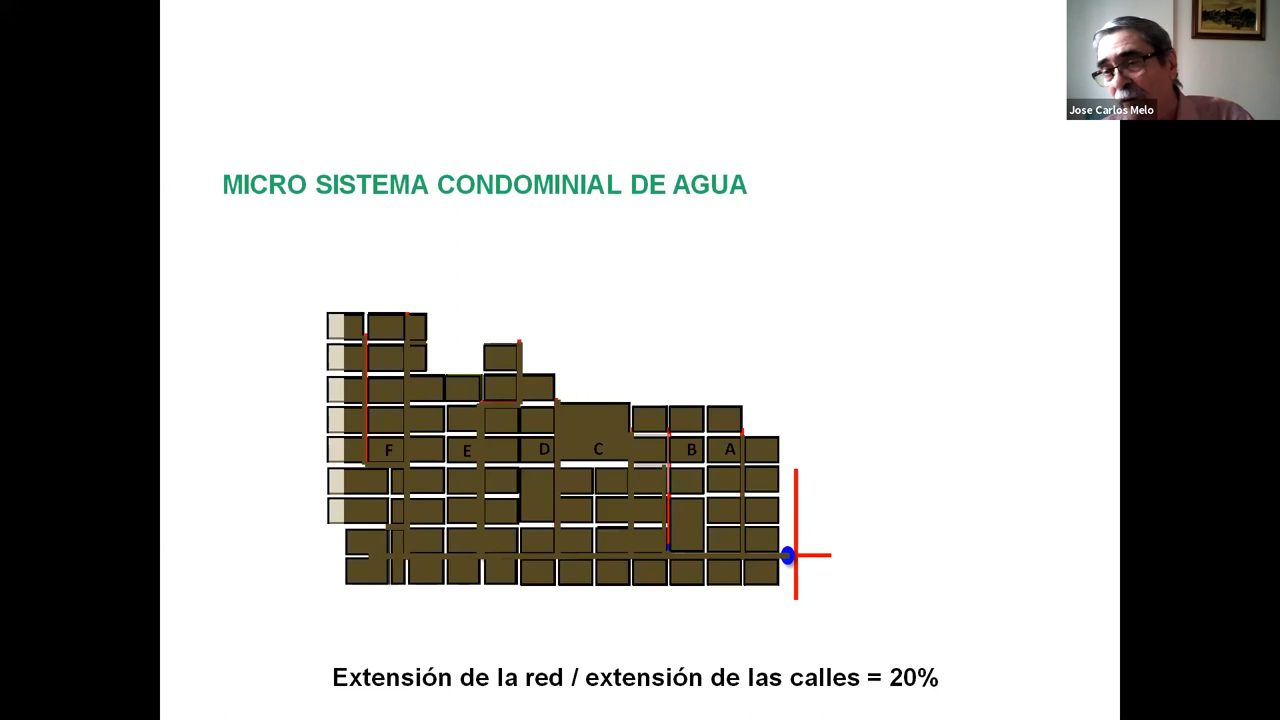 Jose Carlos Melo
MICRO SISTEMA CONDOMINIAL DE AGUA
F E D C B A
Extensión de la red / extensión de las calles = 20%